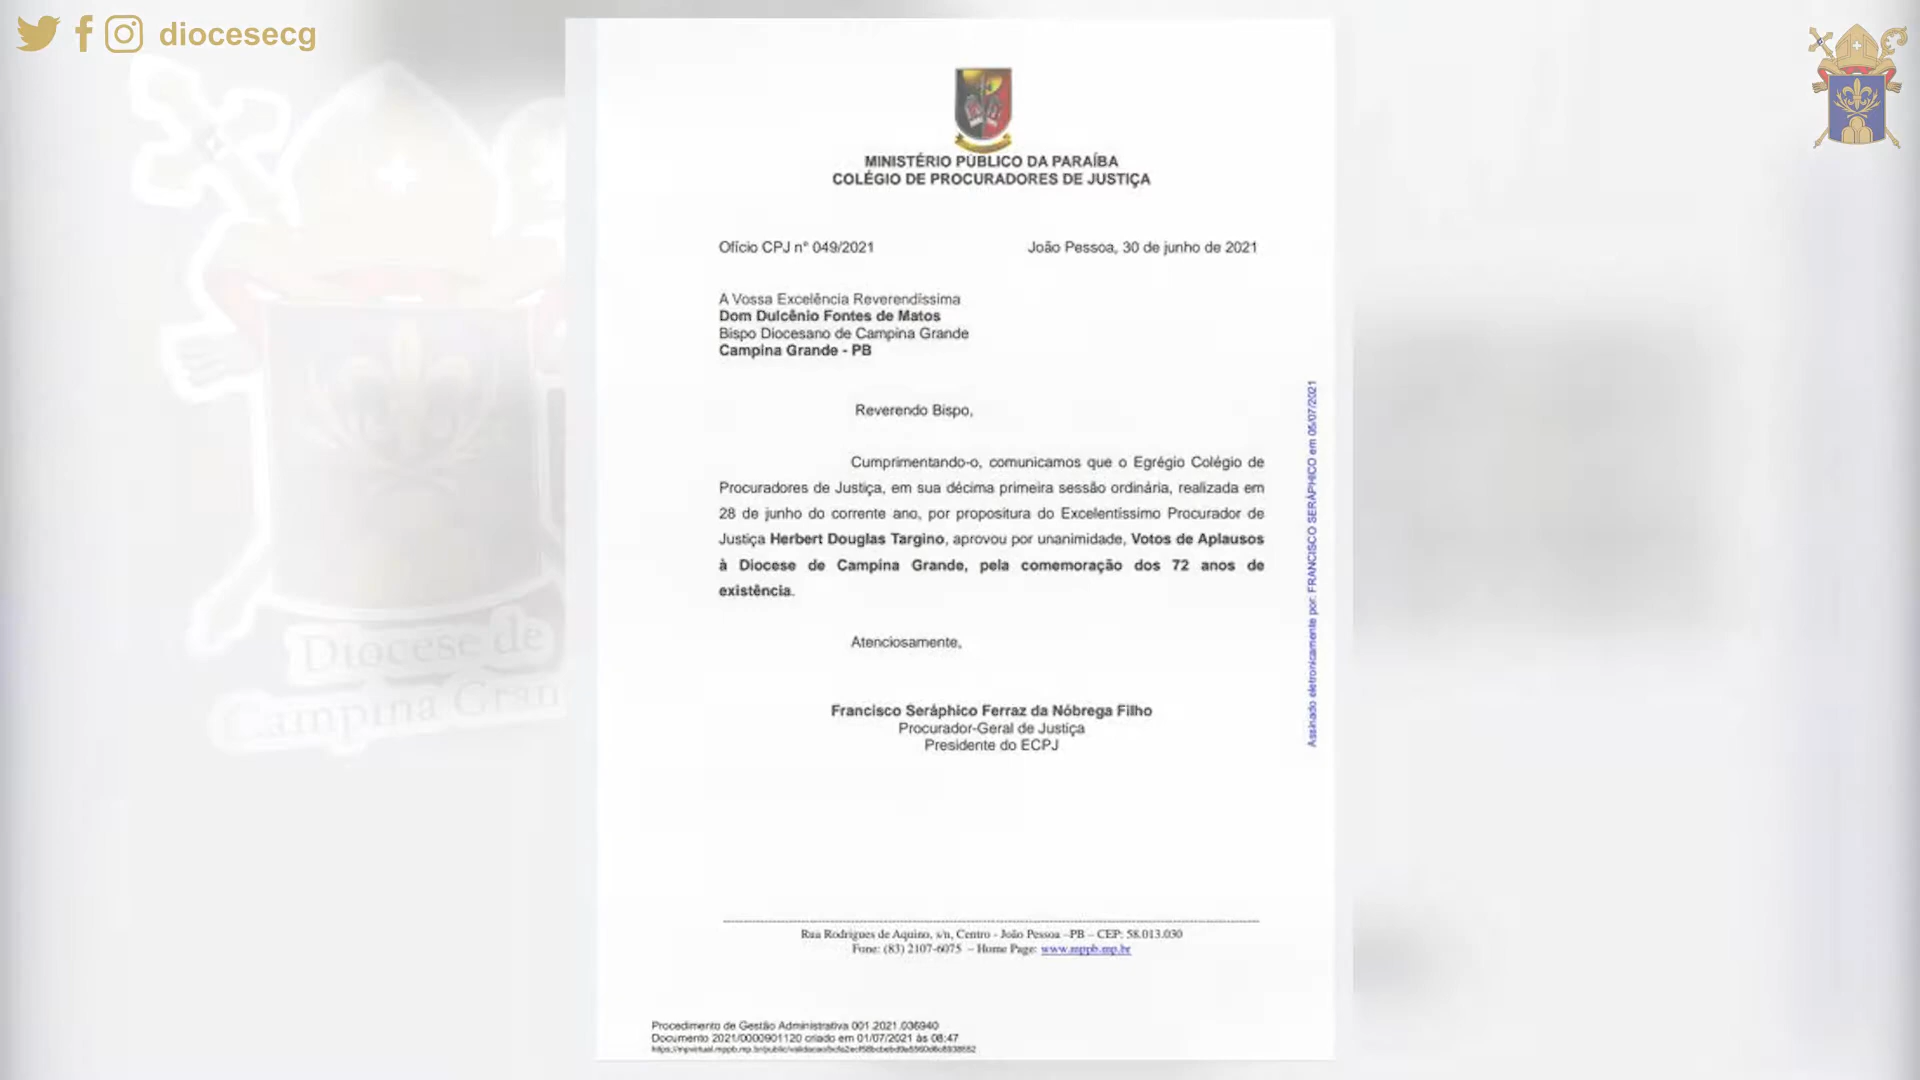 diocesecg
MINISTÉRIO PÚBLICO DA PARAÍBA
COLÉGIO DE PROCURADORES DE JUSTIÇA
Ofício CPJ n° 049/2021
João Pessoa, 30 de junho de 2021
A Vossa Excelência Reverendíssima
Dom Dulcênio Fontes de Matos
Bispo Diocesano de Campina Grande
Campina Grande - PB
Reverendo Bispo,
Cumprimentando-o, comunicamos que o Egrégio Colégio de
Procuradores de Justiça, em sua décima primeira sessão ordinária, realizada em
28 de junho do corrente ano, por propositura do Excelentíssimo Procurador de
Justiça Herbert Douglas Targino, aprovou por unanimidade, Votos de Aplausos
à Diocese de Campina Grande, pela comemoração dos 72 anos de
existência.
Atenciosamente,
Francisco Seráphico Ferraz da Nóbrega Filho
Procurador-Geral de Justiça
Presidente do ECPJ
Assinado eletronicamente por: FRANCISCO SERÁPHICO em 05/07/2021
Rua Rodrigues de Aquino, s/n, Centro - João Pessoa –PB – CEP: 58.013.030
Fone: (83) 2107-6075 – Home Page: www.mppb.mp.br
Procedimento de Gestão Administrativa 001.2021.036940
Documento 2021/0000901120 criado em 01/07/2021 às 08:47
Diocese de
Campina Gran